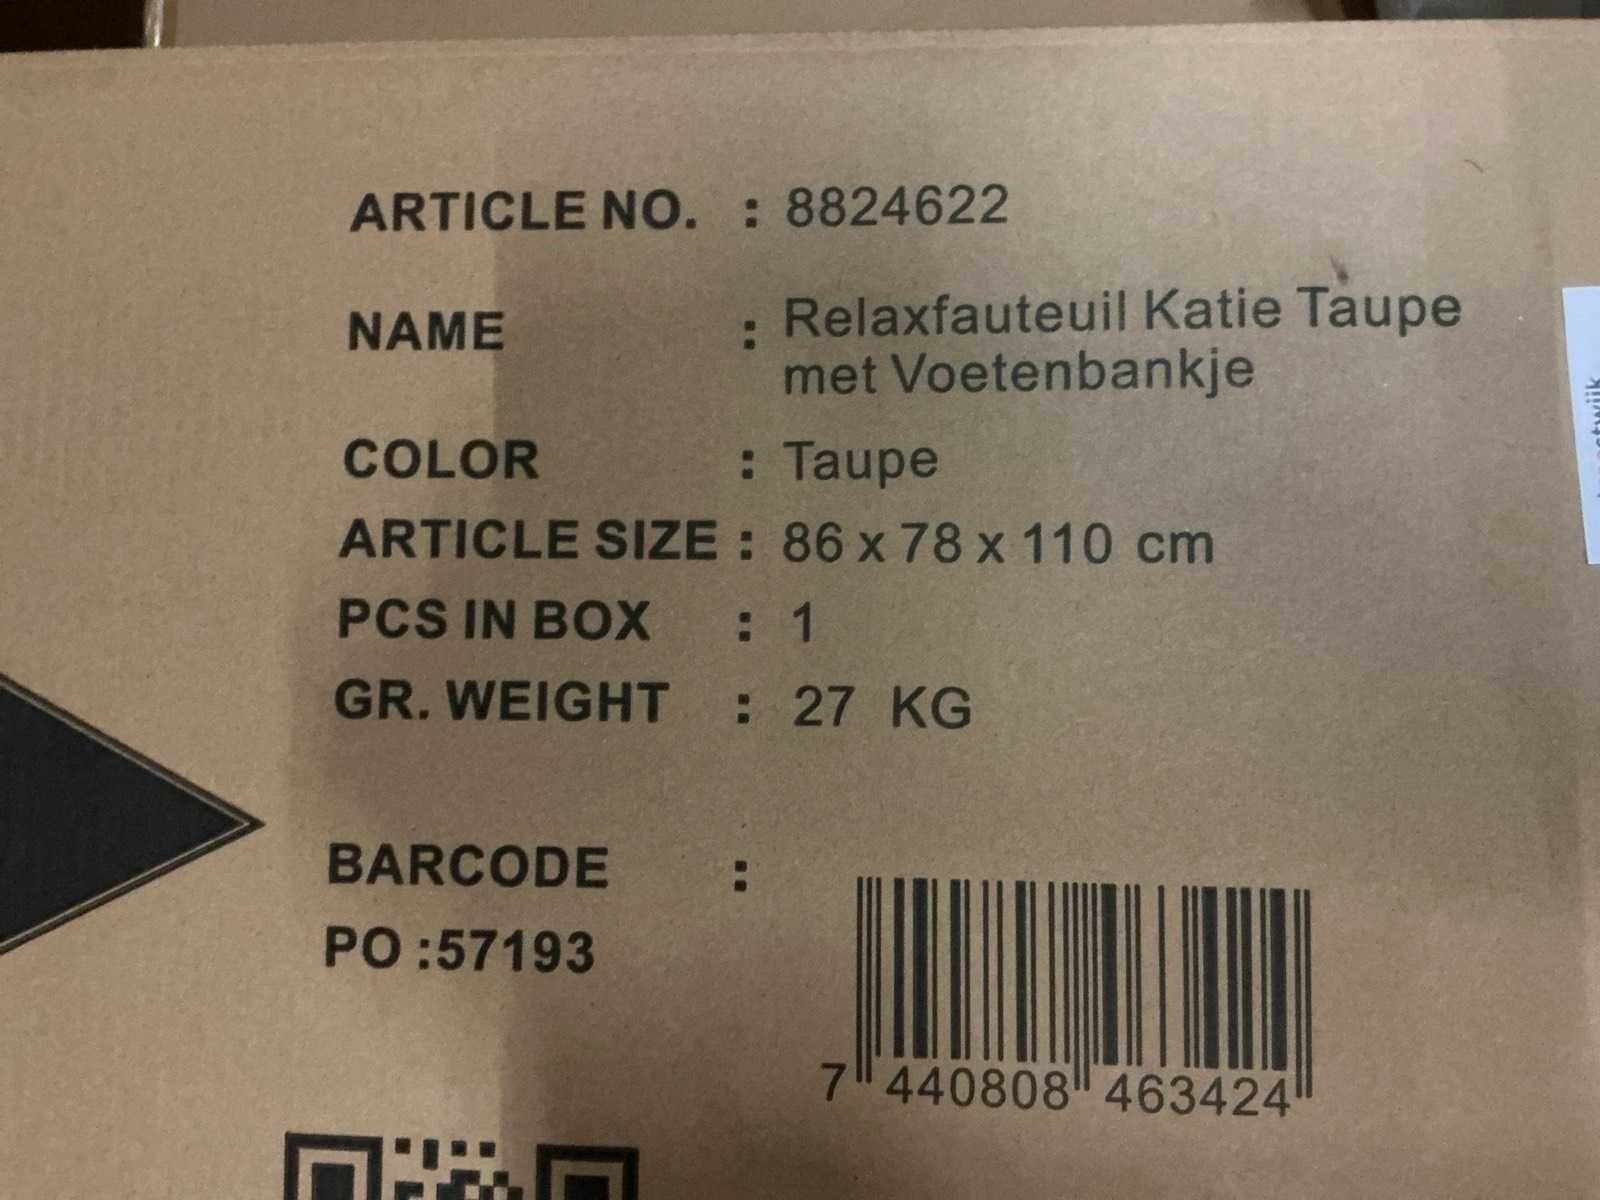 ARTICLE NO. : 8824622
NAME : Relaxfauteuil Katie Taupe
met Voetenbankje
COLOR : Taupe
ARTICLE SIZE : 86 x 78 x 110 cm
PCS IN BOX : 1
GR. WEIGHT : 27 KG
BARCODE :
PO :57193
7 440808 463424